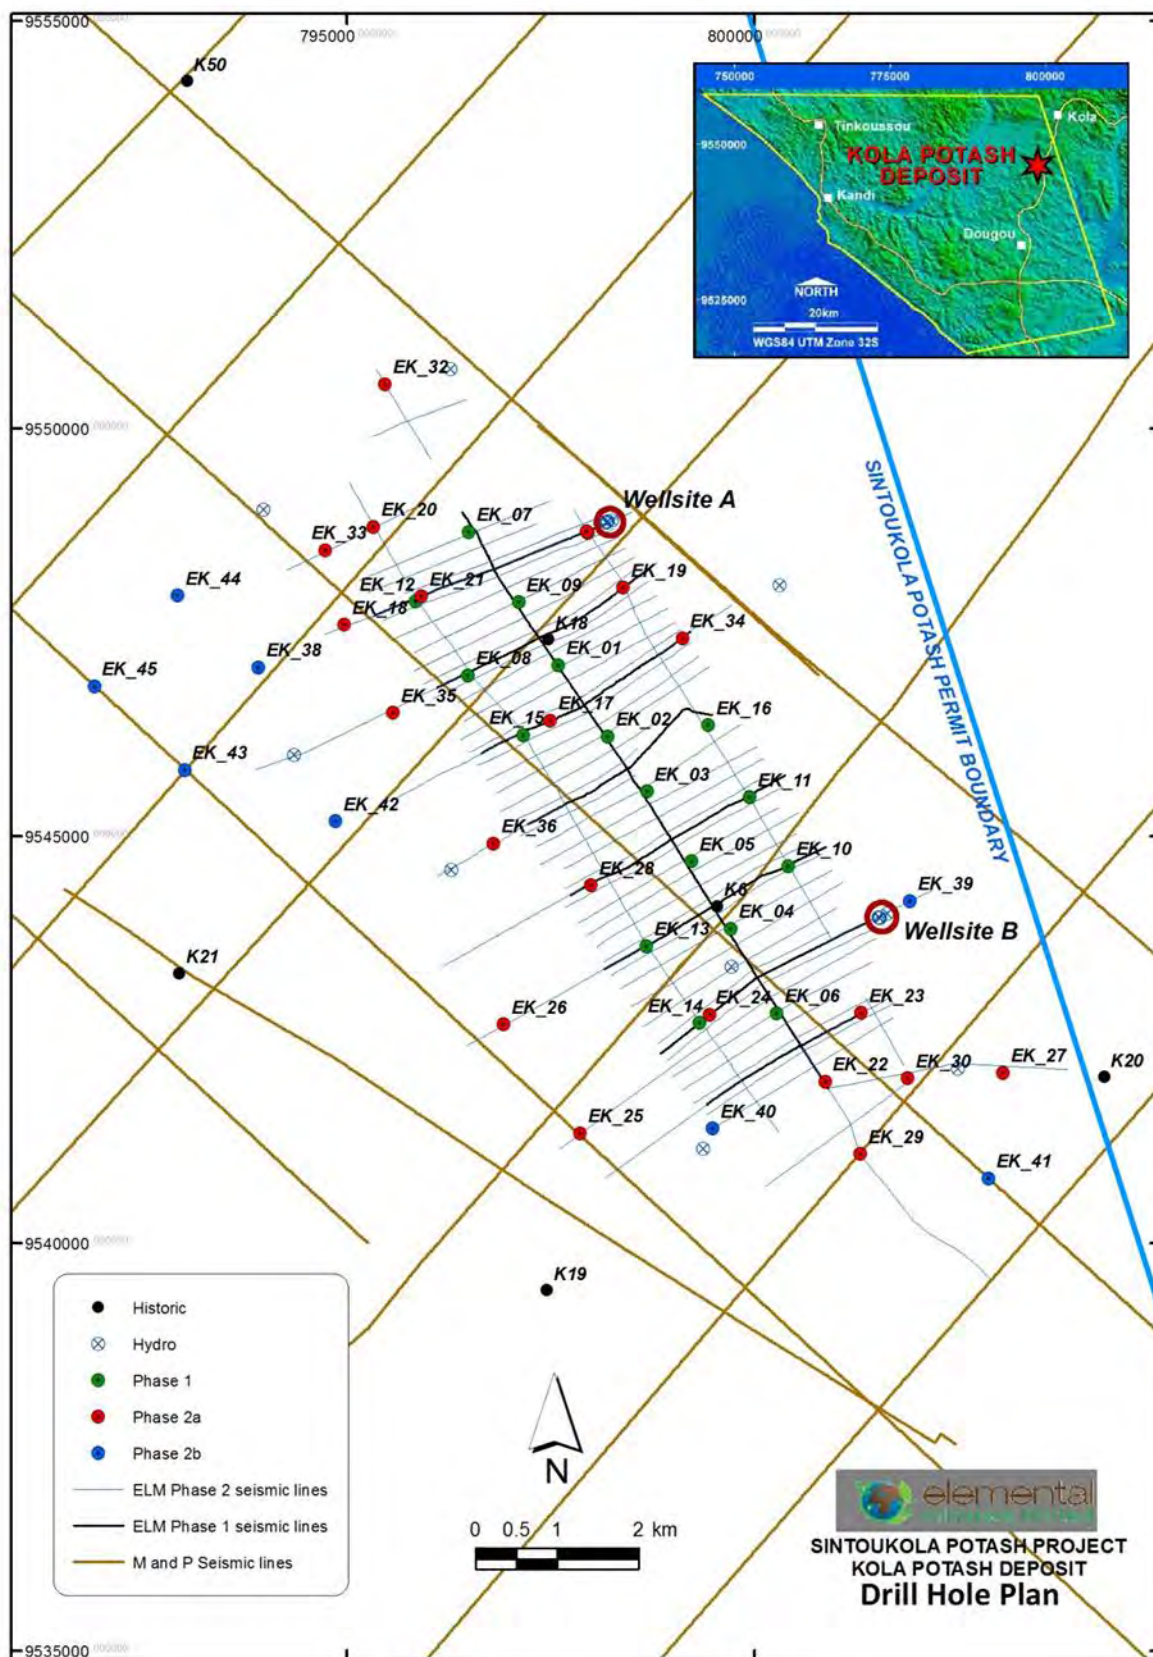 9555000
795000
800000
K50
750000
775000
800000
Tinkoussou
Kola
9550000
KOLA POTASH
DEPOSIT
Kandi
Dougou
NORTH
9525000
20km
WGS84 UTM Zone 32S
EK_32
9550000
SINTOUKOLA POTASH PERMIT BOUNDARY
Wellsite A
EK_20
EK_07
EK_33
EK_44
EK_12
EK_21
EK_09
EK_19
EK_18
K18
EK_34
EK_38
EK_08
EK_01
EK_45
EK_35
EK_15
EK_17
EK_02
EK_16
EK_43
EK_03
EK_11
EK_42
9545000
EK_36
EK_05
EK_10
EK_28
K6
EK_39
EK_04
Wellsite B
EK_13
K21
EK_26
EK_14
EK_24
EK_06
EK_23
EK_22
EK_30
EK_27
K20
EK_25
EK_40
EK_29
EK_41
9540000
K19
Historic
Hydro
Phase 1
Phase 2a
Phase 2b
ELM Phase 2 seismic lines
ELM Phase 1 seismic lines
M and P Seismic lines
N
0 0.5 1 2 km
elemental
SINTOUKOLA POTASH PROJECT
KOLA POTASH DEPOSIT
Drill Hole Plan
9535000